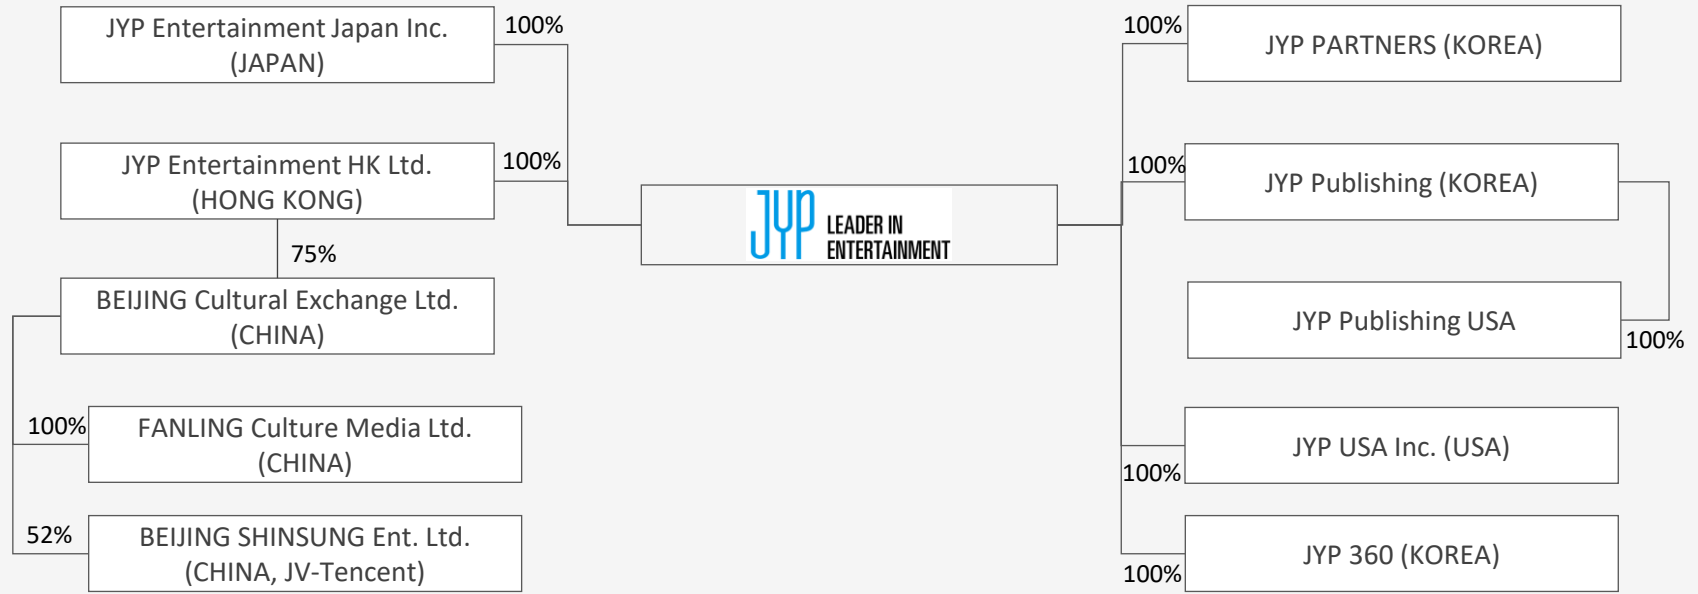 JYP Entertainment Japan Inc.
(JAPAN)
100%
JYP Entertainment HK Ltd.
(HONG KONG)
100%
75%
BEIJING Cultural Exchange Ltd.
(CHINA)
100%
FANLING Culture Media Ltd.
(CHINA)
52%
BEIJING SHINSUNG Ent. Ltd.
(CHINA, JV-Tencent)
JYP LEADER IN
ENTERTAINMENT
100%
JYP PARTNERS (KOREA)
100%
JYP Publishing (KOREA)
JYP Publishing USA
100%
JYP USA Inc. (USA)
100%
JYP 360 (KOREA)
100%